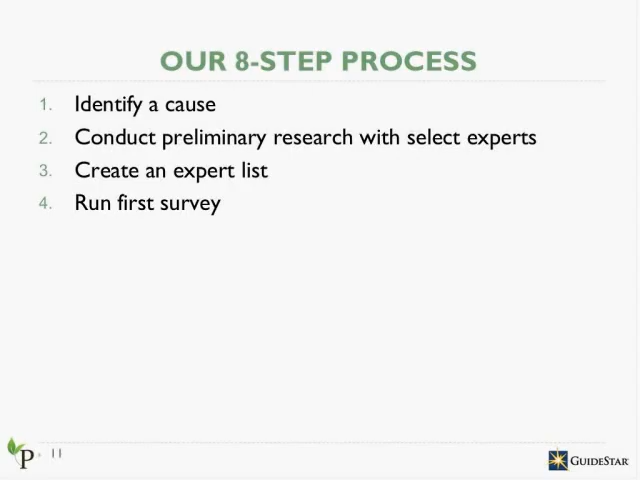 OUR 8-STEP PROCESS
1. Identify a cause
2. Conduct preliminary research with select experts
3. Create an expert list
4. Run first survey
P 11
GUIDESTAR